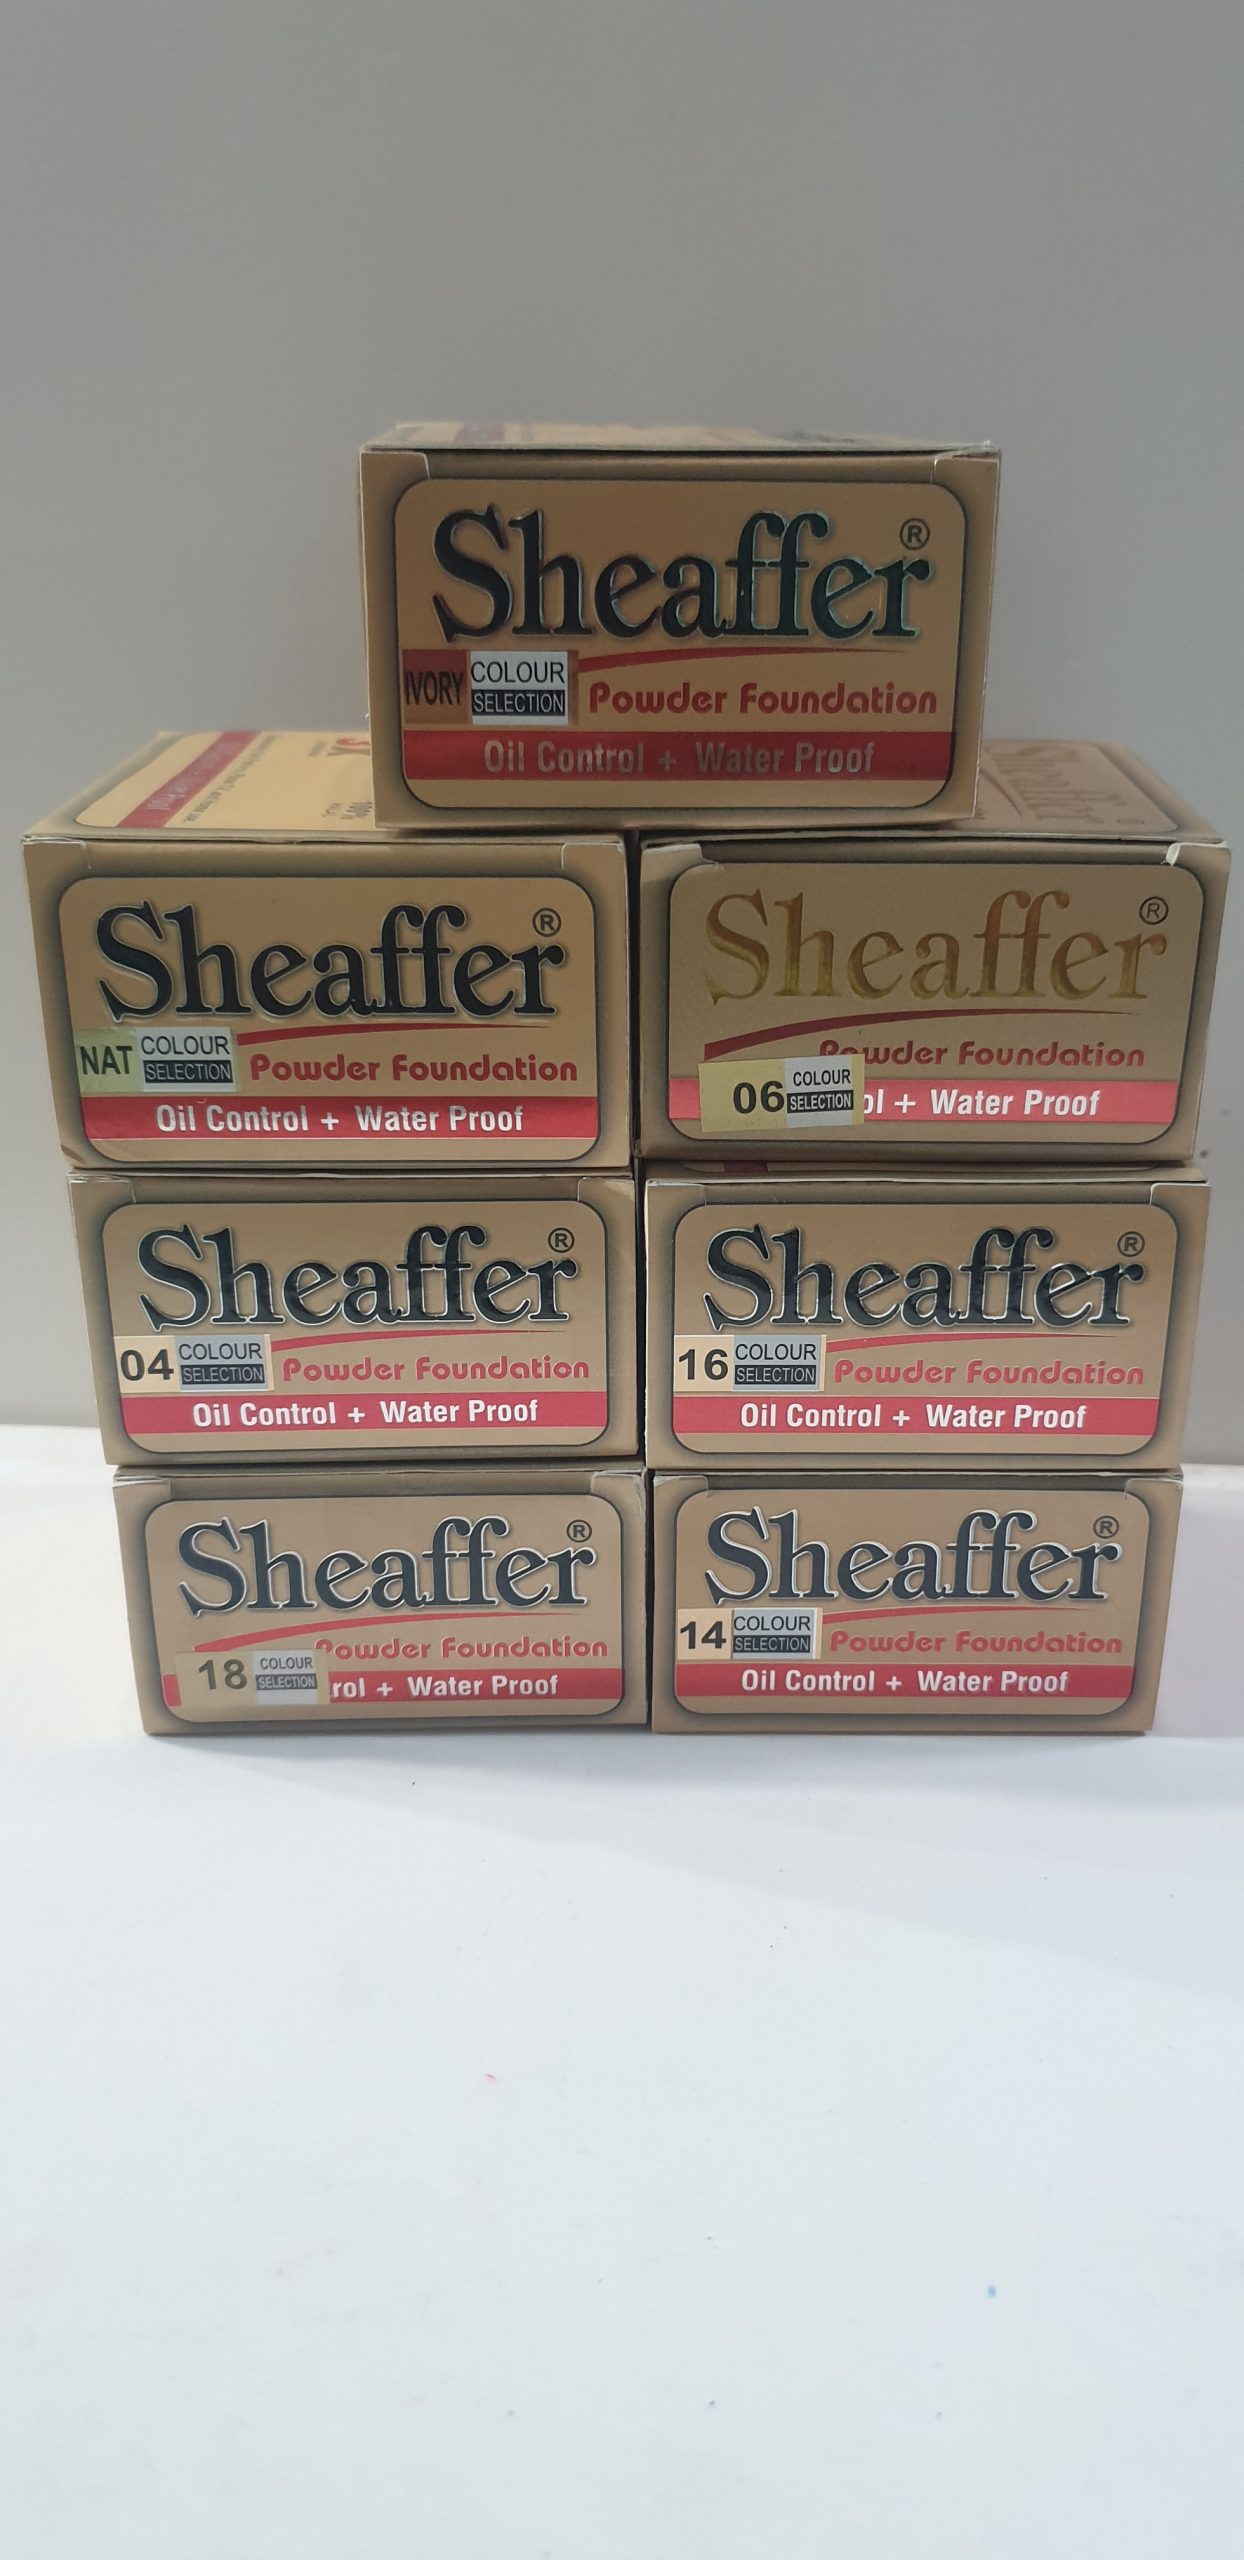 Sheaffer®
IVORY COLOUR SELECTION
Powder Foundation
Oil Control + Water Proof
Sheaffer®
NAT COLOUR SELECTION
Powder Foundation
Oil Control + Water Proof
Sheaffer®
Powder Foundation
06 COLOUR SELECTION
+ Water Proof
Sheaffer®
04 COLOUR SELECTION
Powder Foundation
Oil Control + Water Proof
Sheaffer®
16 COLOUR SELECTION
Powder Foundation
Oil Control + Water Proof
Sheaffer®
Powder Foundation
18 COLOUR SELECTION
+ Water Proof
Sheaffer®
14 COLOUR SELECTION
Powder Foundation
Oil Control + Water Proof